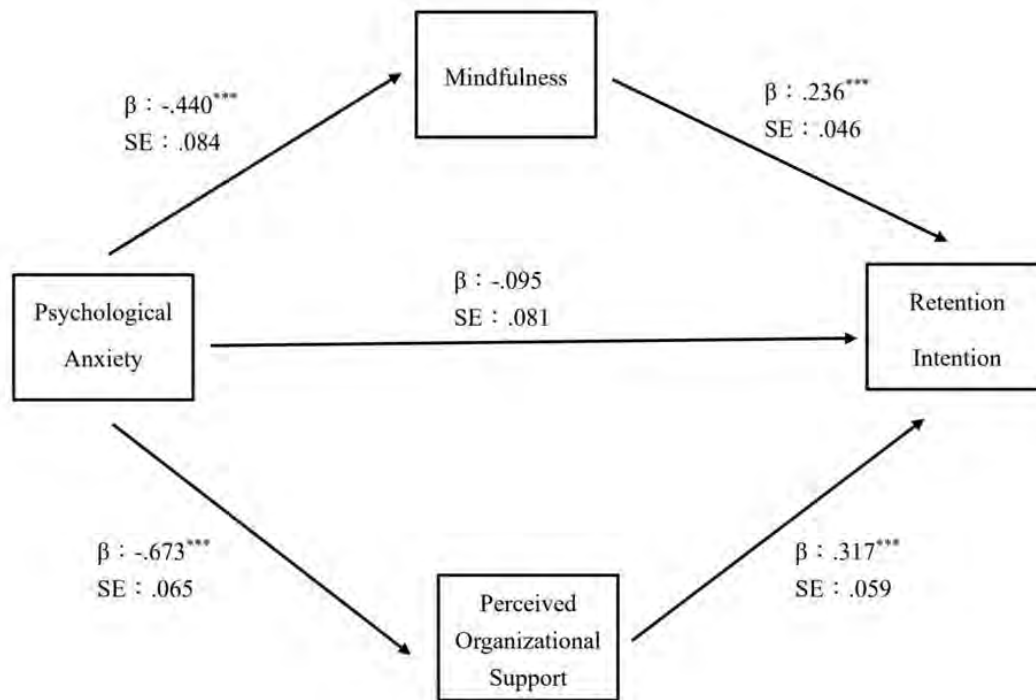 Mindfulness
β：-.440***
SE：.084
β：.236***
SE：.046
Psychological
Anxiety
β：-.095
SE：.081
Retention
Intention
β：-.673***
SE：.065
β：.317***
SE：.059
Perceived
Organizational
Support